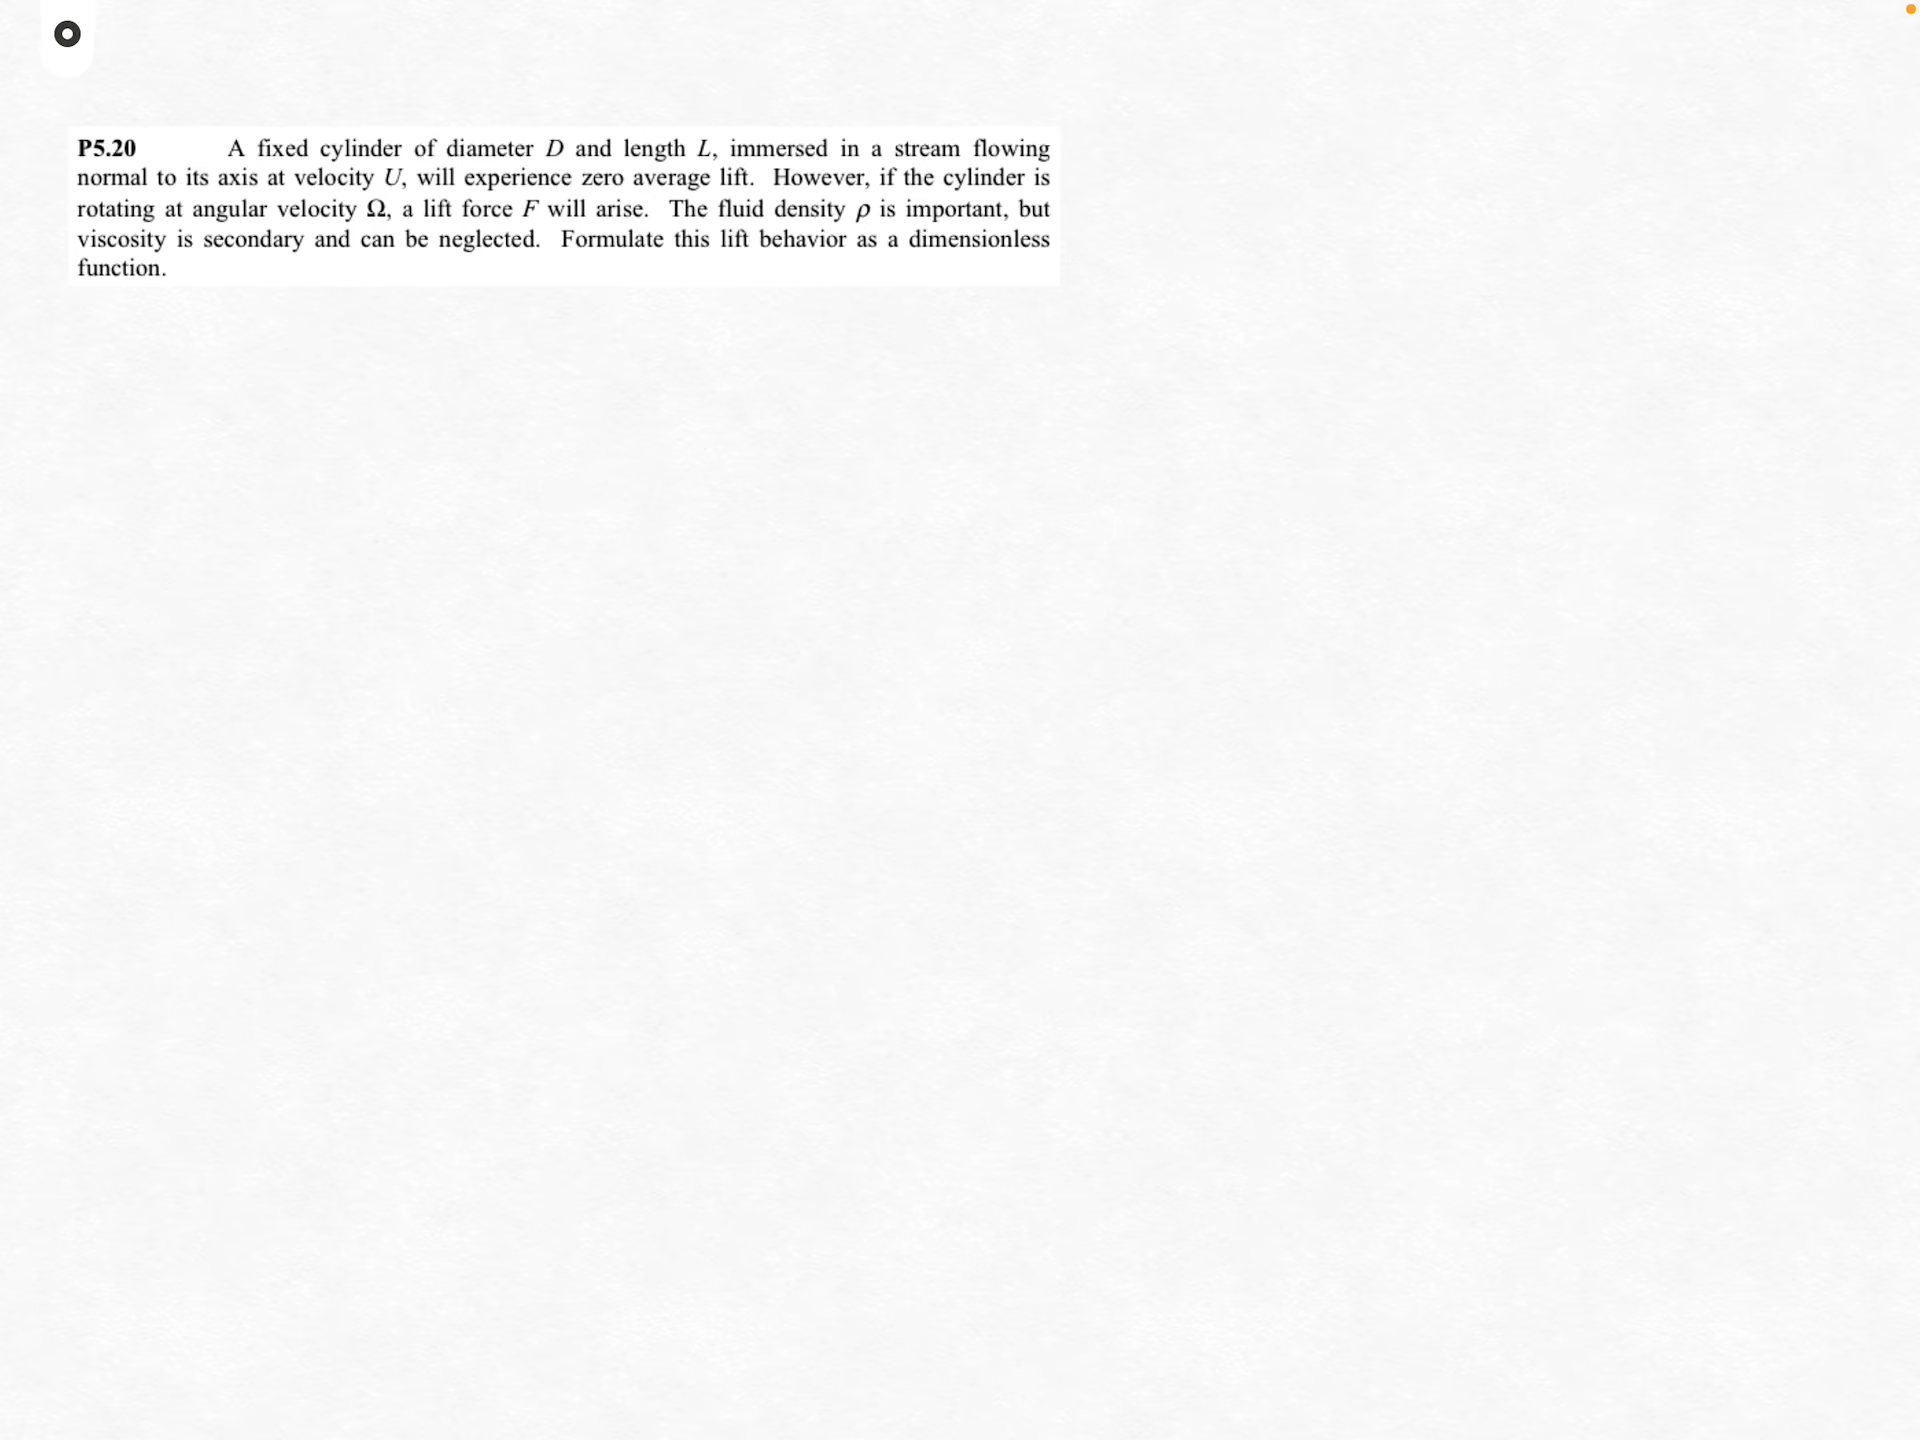 P5.20 A fixed cylinder of diameter D and length L, immersed in a stream flowing
normal to its axis at velocity U, will experience zero average lift. However, if the cylinder is
rotating at angular velocity Ω, a lift force F will arise. The fluid density ρ is important, but
viscosity is secondary and can be neglected. Formulate this lift behavior as a dimensionless
function.